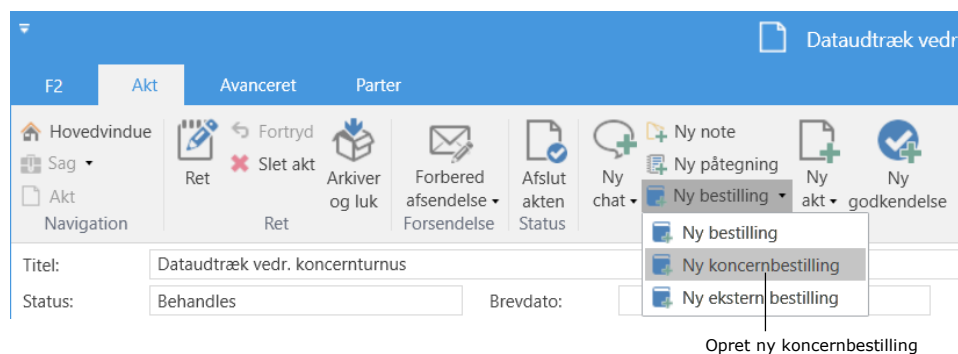 Dataudtræk vedr
F2 Akt Avanceret Parter
Hovedvindue
Sag
Akt
Navigation
Ret
Fortryd
Slet akt
Arkiver
og luk
Ret
Forbered
afsendelse
Forsendelse
Afslut
akten
Status
Ny
chat
Ny note
Ny påtegning
Ny bestilling
Ny
akt
Ny
godkendelse
Ny bestilling
Ny koncernbestilling
Ny ekstern bestilling
Titel: Dataudtræk vedr. koncernturnus
Status: Behandles Brevdato:
Opret ny koncernbestilling